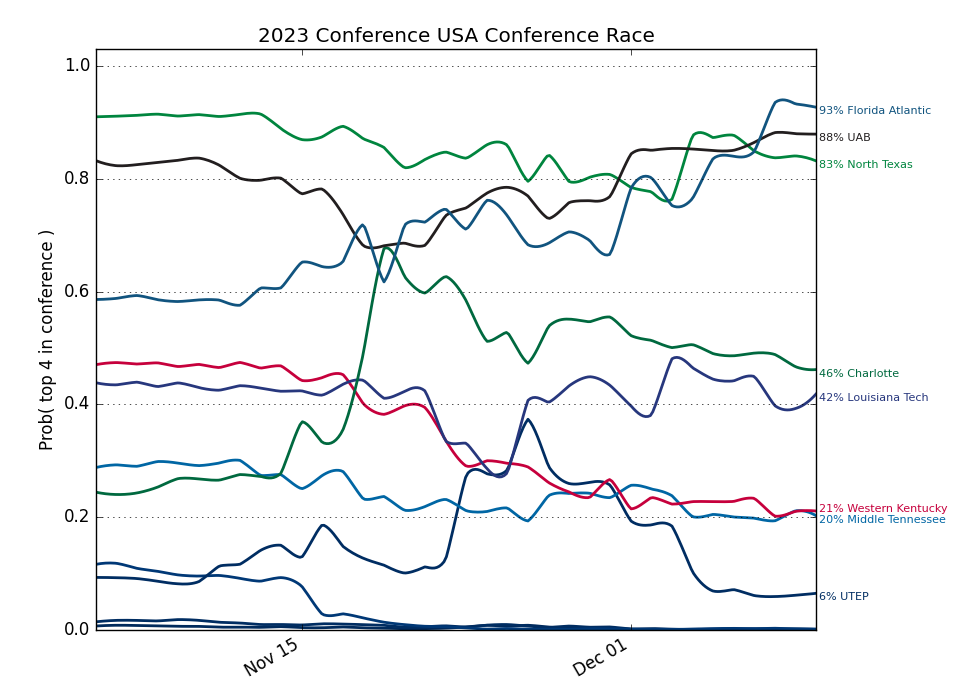 2023 Conference USA Conference Race
Prob( top 4 in conference )
1.0
0.8
0.6
0.4
0.2
0.0
Nov 15
Dec 01
93% Florida Atlantic
88% UAB
83% North Texas
46% Charlotte
42% Louisiana Tech
21% Western Kentucky
20% Middle Tennessee
6% UTEP